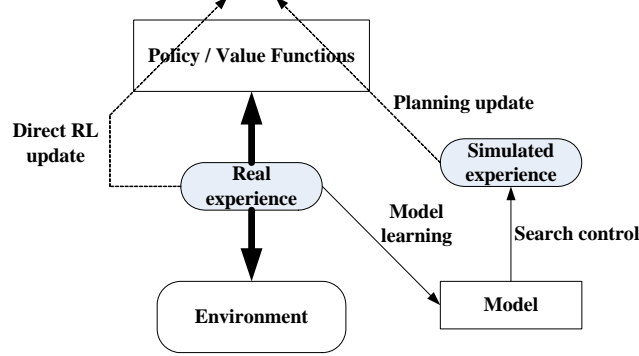 Policy / Value Functions
Planning update
Direct RL
update
Simulated
experience
Real
experience
Model
learning
Search control
Environment
Model